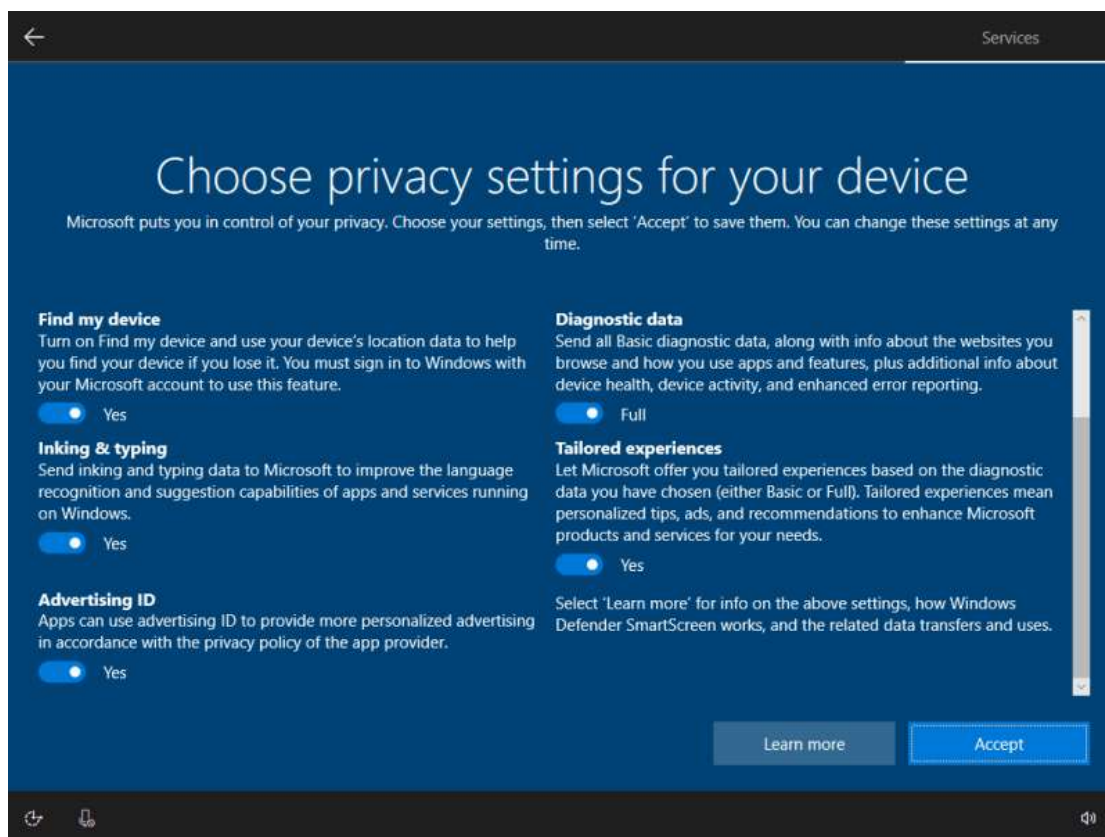 Services
Choose privacy settings for your device
Microsoft puts you in control of your privacy. Choose your settings, then select 'Accept' to save them. You can change these settings at any
time.
Find my device
Turn on Find my device and use your device's location data to help
you find your device if you lose it. You must sign in to Windows with
your Microsoft account to use this feature.
Yes
Inking & typing
Send inking and typing data to Microsoft to improve the language
recognition and suggestion capabilities of apps and services running
on Windows.
Yes
Advertising ID
Apps can use advertising ID to provide more personalized advertising
in accordance with the privacy policy of the app provider.
Yes
Diagnostic data
Send all Basic diagnostic data, along with info about the websites you
browse and how you use apps and features, plus additional info about
device health, device activity, and enhanced error reporting.
Full
Tailored experiences
Let Microsoft offer you tailored experiences based on the diagnostic
data you have chosen (either Basic or Full). Tailored experiences mean
personalized tips, ads, and recommendations to enhance Microsoft
products and services for your needs.
Yes
Select 'Learn more' for info on the above settings, how Windows
Defender SmartScreen works, and the related data transfers and uses.
Learn more
Accept